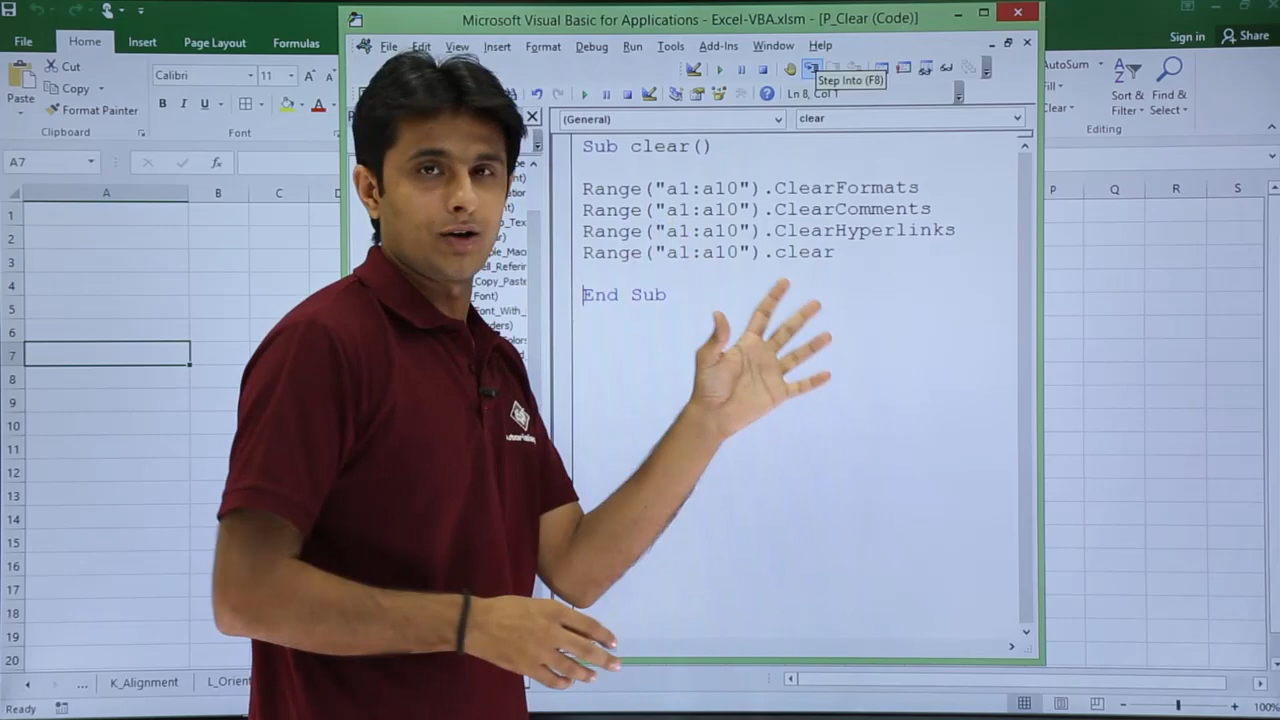 Microsoft Visual Basic for Applications - Excel-VBA.xlsm - [P_Clear (Code)]
File Home Insert Page Layout Formulas
Sign in Share
File Edit View Insert Format Debug Run Tools Add-Ins Window Help
Cut
Copy
Format Painter
Paste
Calibri 11 A A
B I U A
Clipboard Font
Step Into (F8)
Ln 8, Col 1
AutoSum
Fill
Clear
Sort & Filter
Find & Select
Editing
A7 fx
(General) clear
A B C
P Q R S
1
2
3
4
5
6
7
8
9
10
11
12
13
14
15
16
17
18
19
20
Sub clear()
Range("a1:a10").ClearFormats
Range("a1:a10").ClearComments
Range("a1:a10").ClearHyperlinks
Range("a1:a10").clear
End Sub
... K_Alignment
Ready
100%